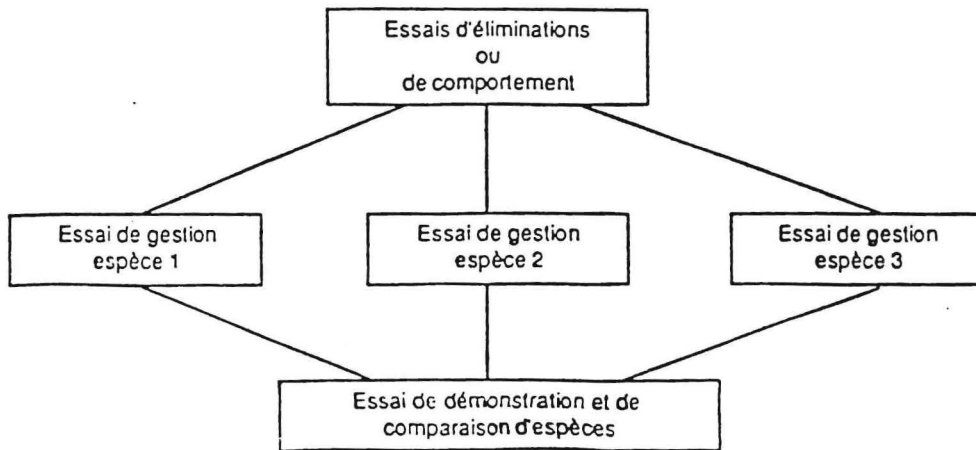 Essais d'éliminations
ou
de comportement
Essai de gestion
espèce 1
Essai de gestion
espèce 2
Essai de gestion
espèce 3
Essai de démonstration et de
comparaison d'espèces